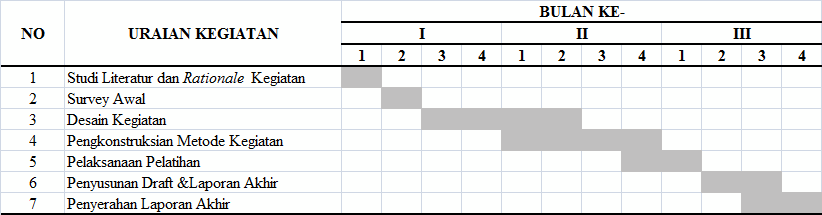 NO URAIAN KEGIATAN BULAN KE-
I II III
1 2 3 4 1 2 3 4 1 2 3 4
1 Studi Literatur dan Rationale Kegiatan
2 Survey Awal
3 Desain Kegiatan
4 Pengkonstruksian Metode Kegiatan
5 Pelaksanaan Pelatihan
6 Penyusunan Draft &Laporan Akhir
7 Penyerahan Laporan Akhir